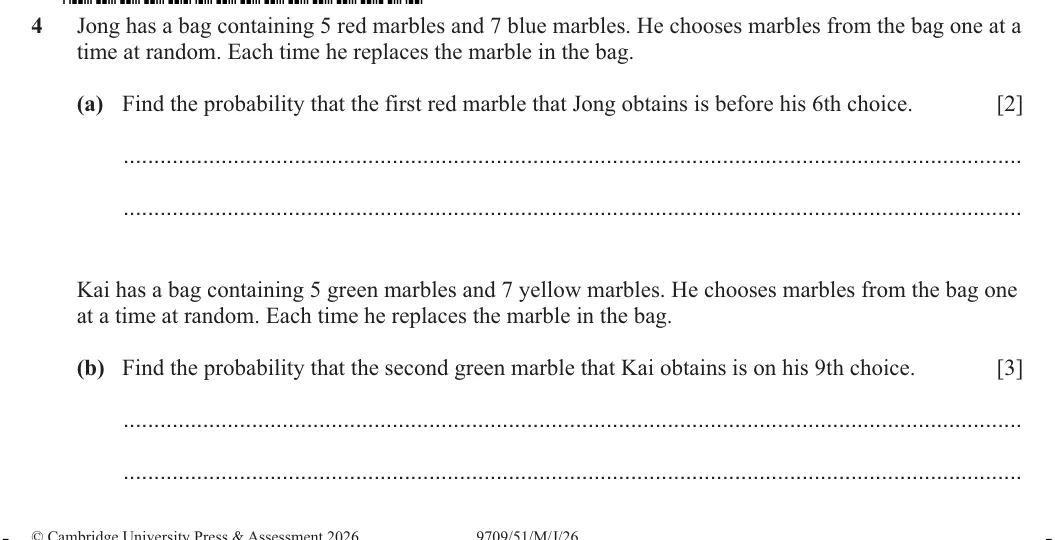 4 Jong has a bag containing 5 red marbles and 7 blue marbles. He chooses marbles from the bag one at a
time at random. Each time he replaces the marble in the bag.
(a) Find the probability that the first red marble that Jong obtains is before his 6th choice. [2]
................................................................................................................................................
................................................................................................................................................
Kai has a bag containing 5 green marbles and 7 yellow marbles. He chooses marbles from the bag one
at a time at random. Each time he replaces the marble in the bag.
(b) Find the probability that the second green marble that Kai obtains is on his 9th choice. [3]
................................................................................................................................................
................................................................................................................................................
© Cambridge University Press & Assessment 2026 9709/51/M/J/26